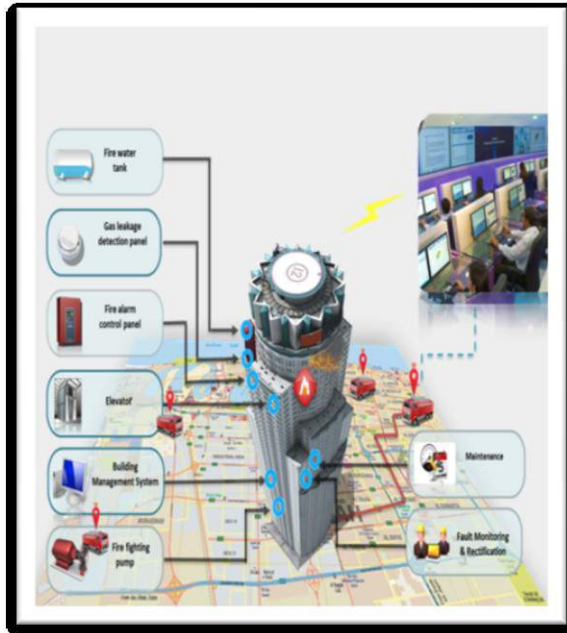 Fire water
tank
Gas leakage
detection panel
Fire alarm
control panel
Elevator
Building
Management System
Fire fighting
pump
Maintenance
Fault Monitoring
& Rectification